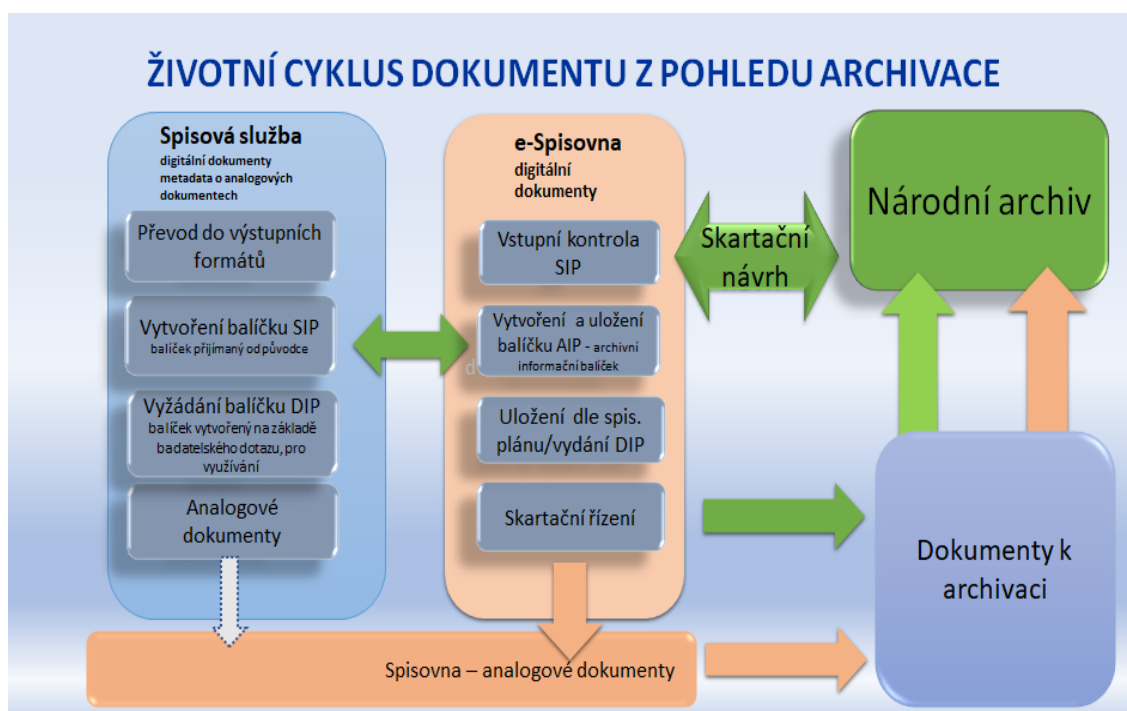 ŽIVOTNÍ CYKLUS DOKUMENTU Z POHLEDU ARCHIVACE
Spisová služba
digitální dokumenty
metadata o analogových
dokumentech
Převod do výstupních
formátů
Vytvoření balíčku SIP
balíček přijímaný od původce
Vyžádání balíčku DIP
balíček vytvořený na základě
badatelského dotazu, pro
využívání
Analogové
dokumenty
e-Spisovna
digitální
dokumenty
Vstupní kontrola
SIP
Vytvoření a uložení
balíčku AIP - archivní
informační balíček
d
Uložení dle spis.
plánu/vydání DIP
Skartační řízení
Skartační
návrh
Národní archiv
Dokumenty k
archivaci
Spisovna – analogové dokumenty